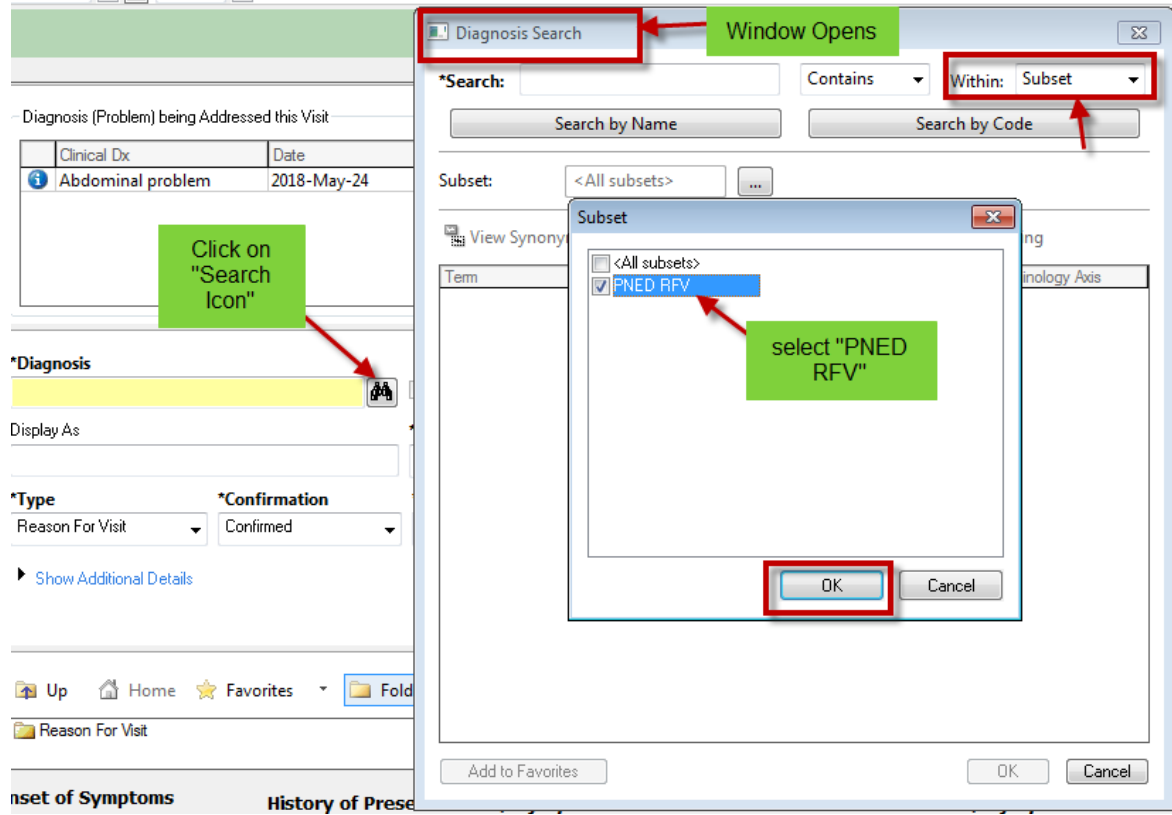 Diagnosis Search
Window Opens
*Search:
Contains
Within:
Subset
Search by Name
Search by Code
Subset:
<All subsets>
...
View
ing
Term
Axis
Subset
<All subsets>
PNED RFV
select "PNED
RFV"
OK
Cancel
Add to Favorites
OK
Cancel
Diagnosis (Problem) being Addressed this Visit
Clinical Dx
Date
Abdominal problem
2018-May-24
Click on
"Search
Icon"
*Diagnosis
Display As
*Type
*Confirmation
Reason For Visit
Confirmed
Show Additional Details
Up
Home
Favorites
Fold
Reason For Visit
nset of Symptoms
History of Prese